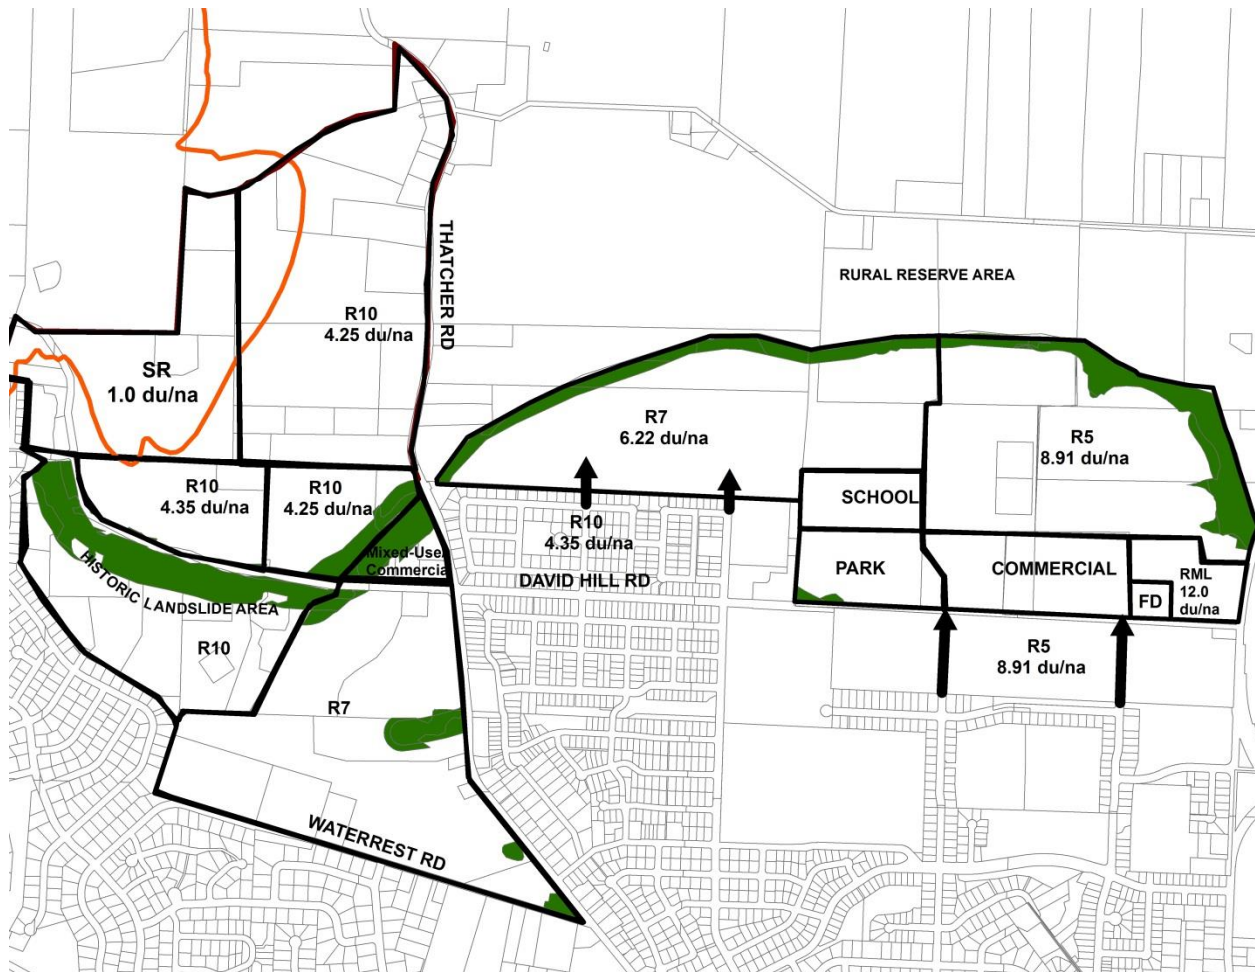 THATCHER RD
RURAL RESERVE AREA
R10
4.25 du/na
SR
1.0 du/na
R7
6.22 du/na
R5
8.91 du/na
R10
4.35 du/na
R10
4.25 du/na
SCHOOL
R10
4.35 du/na
Mixed-Use/
Commercial
DAVID HILL RD
PARK
COMMERCIAL
RML
12.0
du/na
FD
HISTORIC LANDSLIDE AREA
R10
R5
8.91 du/na
R7
WATERREST RD